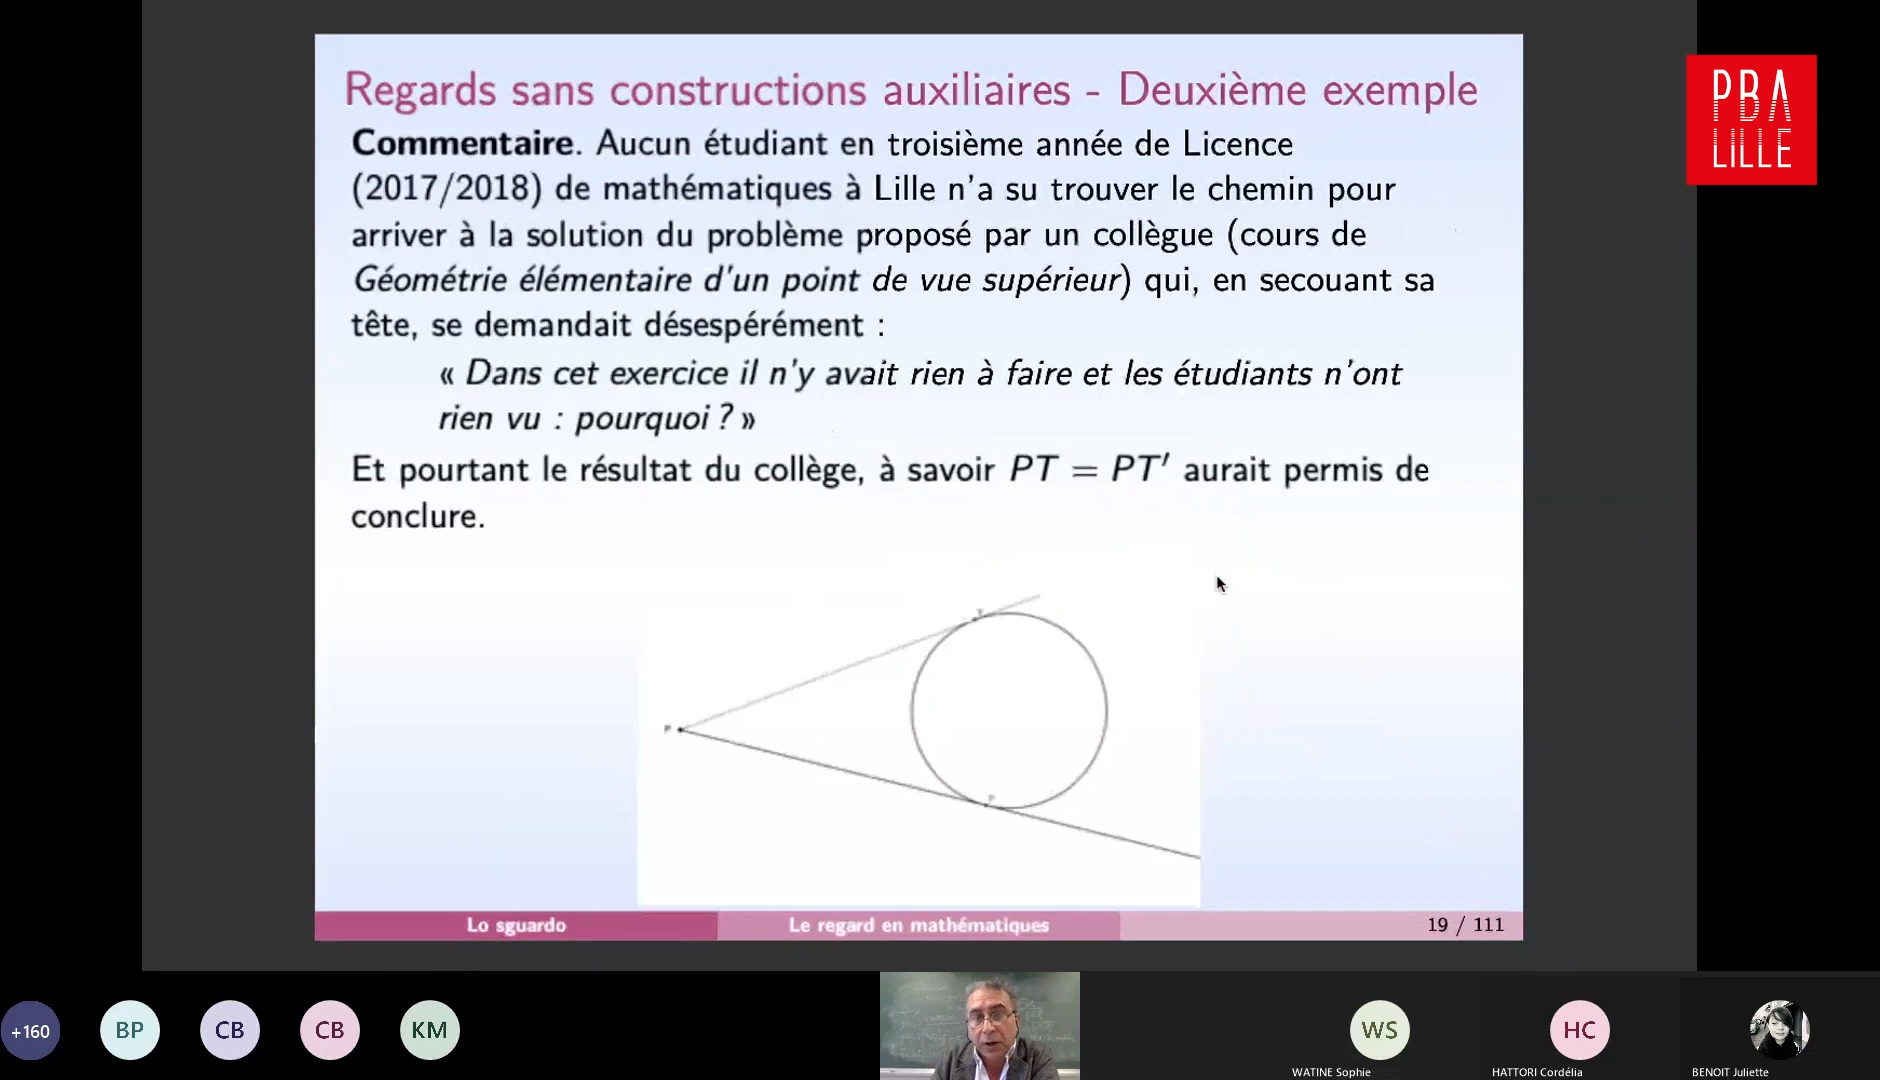 Regards sans constructions auxiliaires - Deuxième exemple
PBA
LILLE
Commentaire. Aucun étudiant en troisième année de Licence
(2017/2018) de mathématiques à Lille n'a su trouver le chemin pour
arriver à la solution du problème proposé par un collègue (cours de
Géométrie élémentaire d'un point de vue supérieur) qui, en secouant sa
tête, se demandait désespérément :
« Dans cet exercice il n'y avait rien à faire et les étudiants n'ont
rien vu : pourquoi ? »
Et pourtant le résultat du collège, à savoir PT = PT′ aurait permis de
conclure.
P
Lo sguardo
Le regard en mathématiques
19 / 111
+160
BP
CB
CB
KM
WS
HC
WATINE Sophie
HATTORI Cordélia
BENOIT Juliette